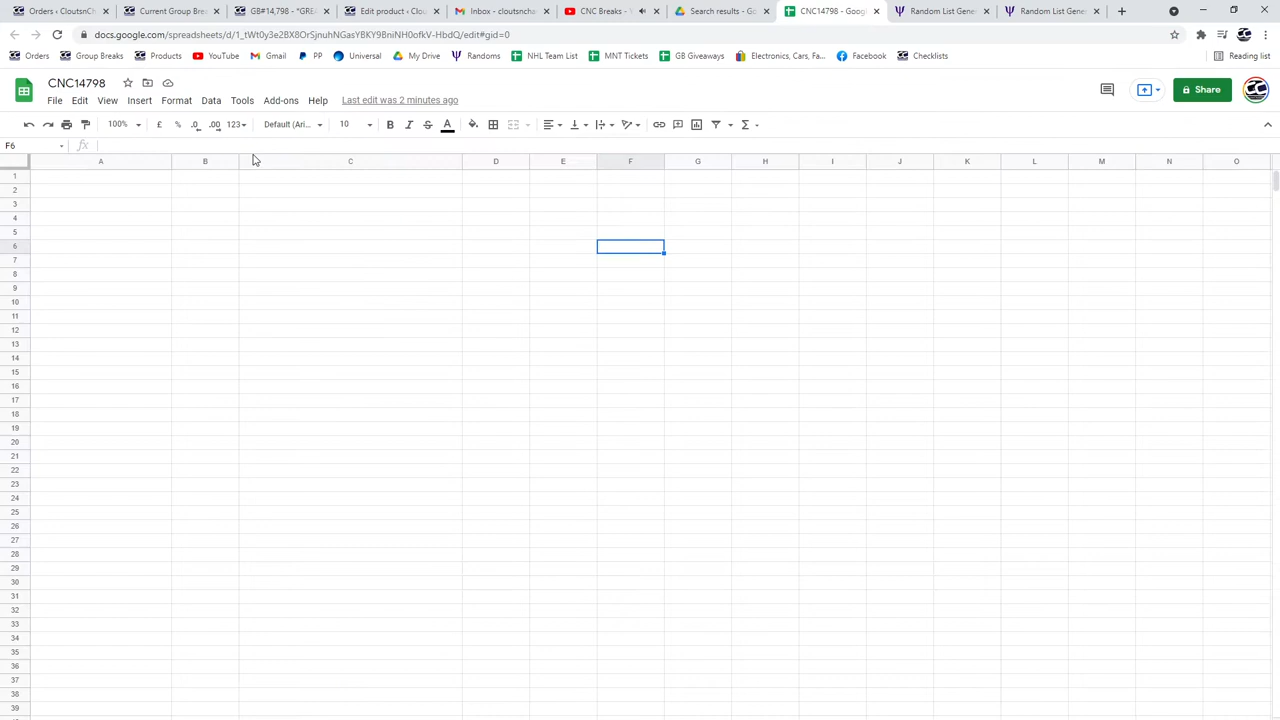 Orders · CloutsnCh
Current Group Brea
GB#14,798 - *GREA
Edit product · Clou
Inbox - cloutsncha
CNC Breaks - Y
Search results - Go
CNC14798 - Googl
Random List Gene
Random List Gene
docs.google.com/spreadsheets/d/1_tWt0y3e2BX8OrSjnuhNGasY8KY9BniNH0ofkV-HbdQ/edit#gid=0
Orders
Group Breaks
Products
YouTube
Gmail
PP
Universal
My Drive
Randoms
NHL Team List
MNT Tickets
GB Giveaways
Electronics, Cars, Fa...
Facebook
Checklists
Reading list
CNC14798
File Edit View Insert Format Data Tools Add-ons Help Last edit was 2 minutes ago
Share
100% £ % .0 .00 123 Default (Ari... 10 B I S A
F6 fx
A B C D E F G H I J K L M N O
1
2
3
4
5
6
7
8
9
10
11
12
13
14
15
16
17
18
19
20
21
22
23
24
25
26
27
28
29
30
31
32
33
34
35
36
37
38
39